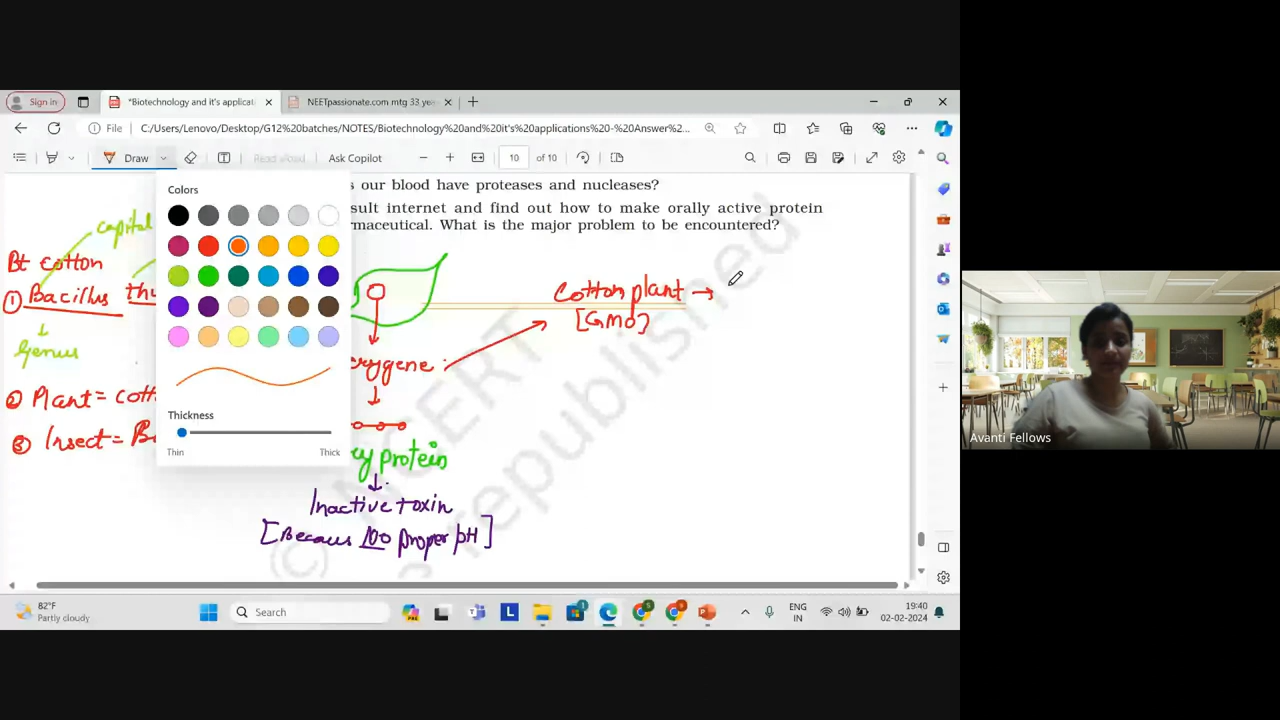 Sign in
*Biotechnology and it's applicati
NEETpassionate.com mtg 33 ye
File
C:/Users/Lenovo/Desktop/G12%20batches/NOTES/Biotechnology%20and%20it's%20applications%20-%20Answer%2...
Draw
Read aloud
Ask Copilot
10
of 10
Colors
Thickness
Thin
Thick
s our blood have proteases and nucleases?
sult internet and find out how to make orally active protein
rmaceutical. What is the major problem to be encountered?
capital
Bt cotton
① Bacillus thu
Genus
② Plant = cott
③ Insect = Bo
Cotton plant →
[GMO]
crygene
cry protein
Inactive toxin
[Becaus no proper pH]
© NCERT
republished
Avanti Fellows
82°F
Partly cloudy
Search
ENG
IN
19:40
02-02-2024